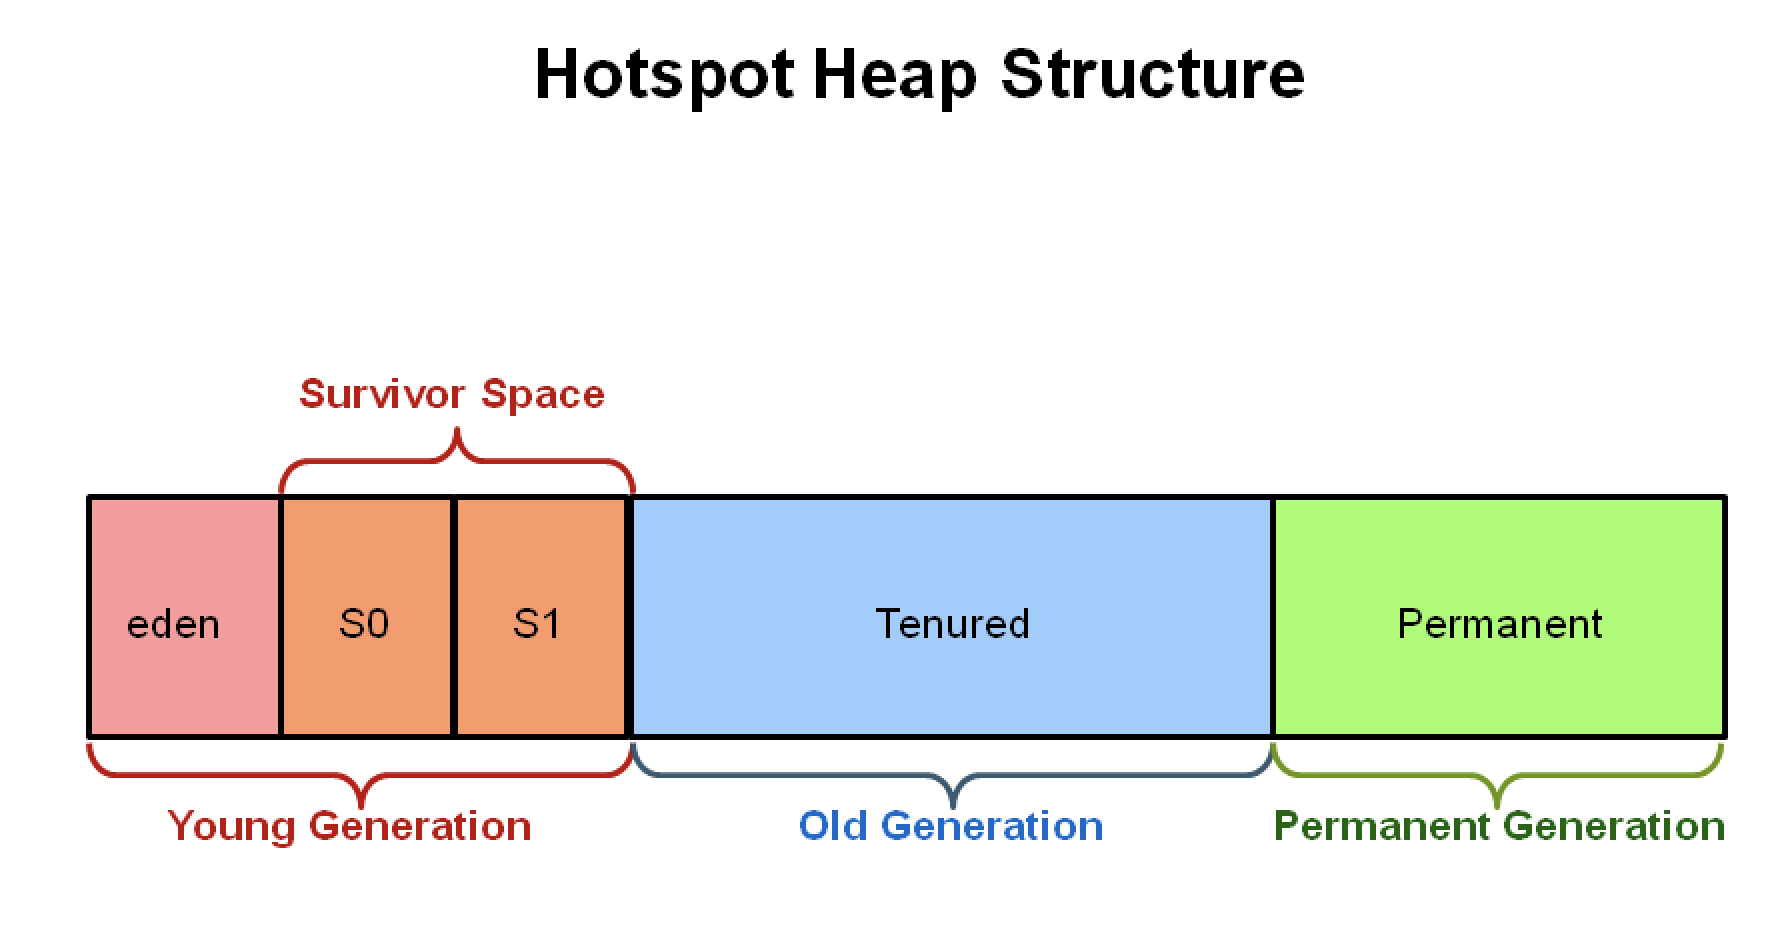 Hotspot Heap Structure
Survivor Space
eden
S0
S1
Tenured
Permanent
Young Generation
Old Generation
Permanent Generation